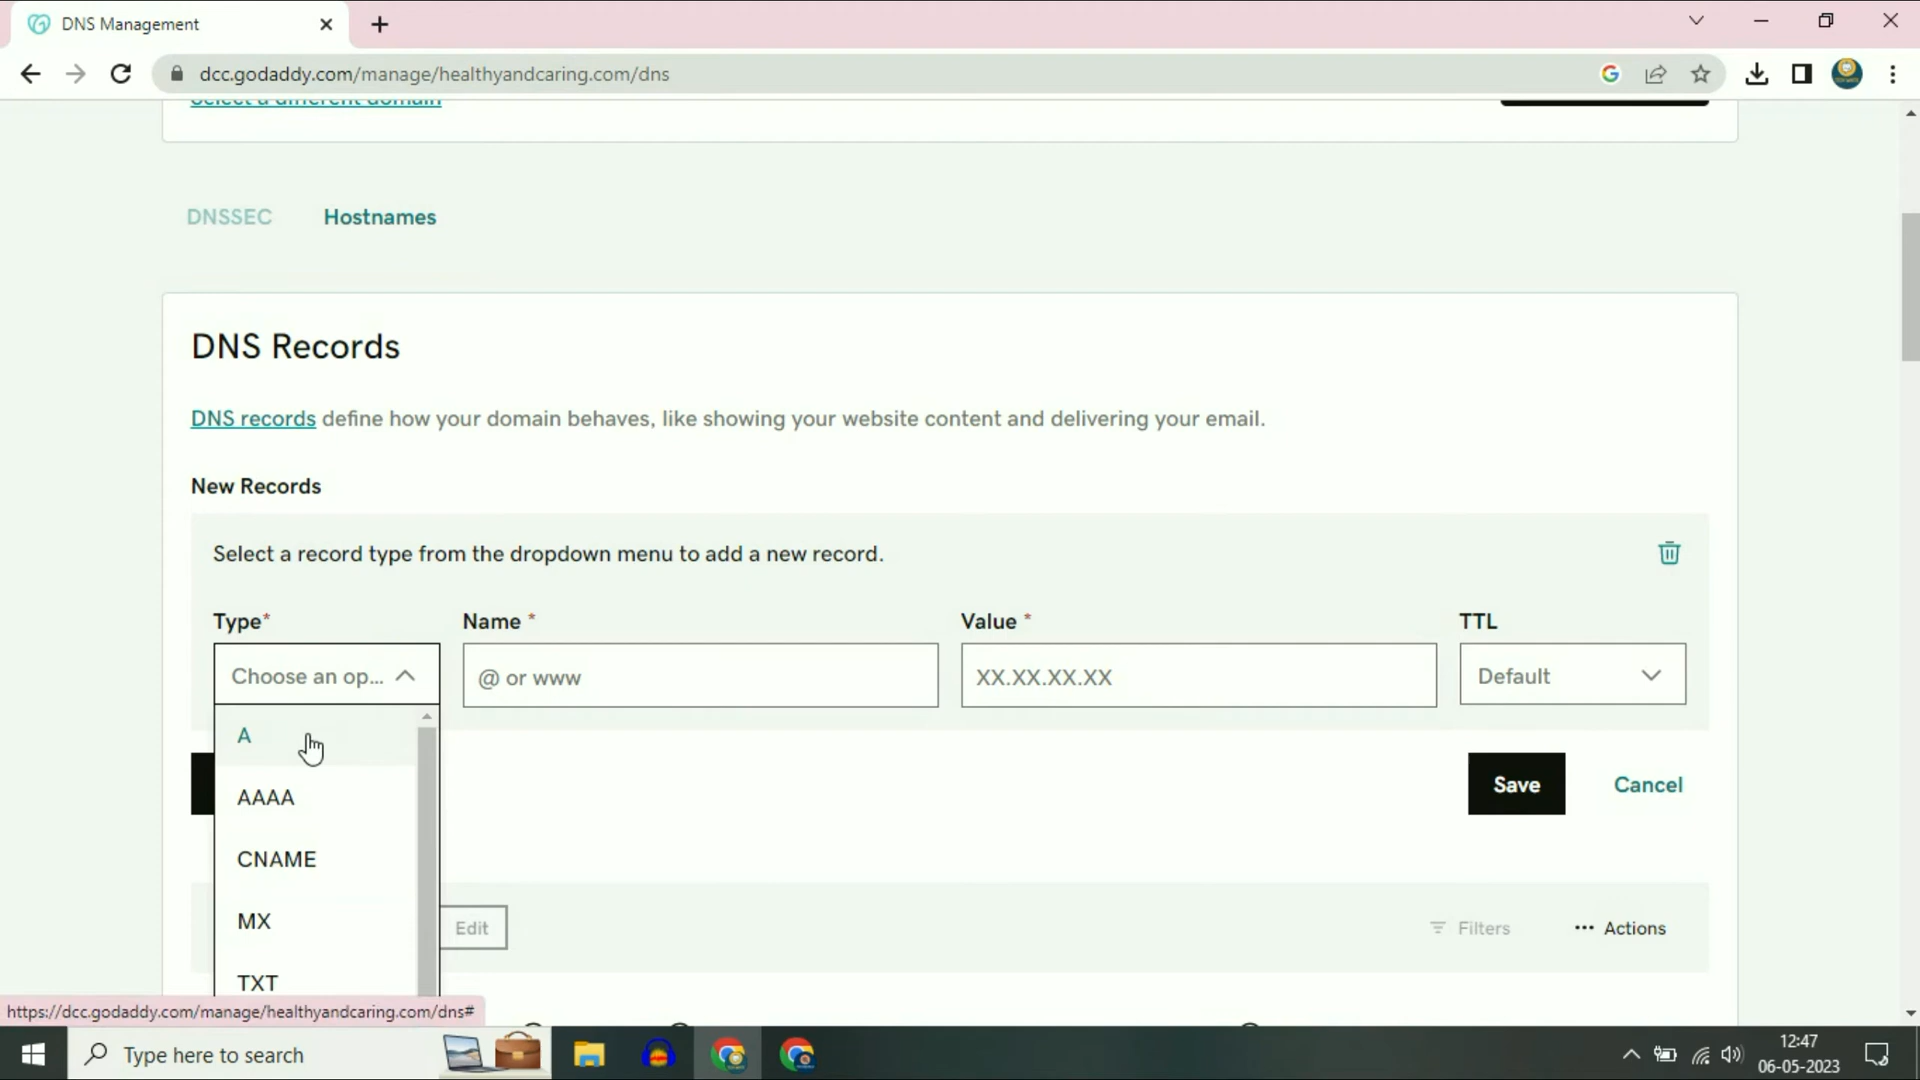 DNS Management
dcc.godaddy.com/manage/healthyandcaring.com/dns
Select a different domain
DNSSEC
Hostnames
DNS Records
DNS records define how your domain behaves, like showing your website content and delivering your email.
New Records
Select a record type from the dropdown menu to add a new record.
Type* Name * Value * TTL
Choose an op... @ or www XX.XX.XX.XX Default
A
AAAA
Save Cancel
CNAME
MX
Edit Filters ••• Actions
TXT
https://dcc.godaddy.com/manage/healthyandcaring.com/dns#
Type here to search
12:47
06-05-2023